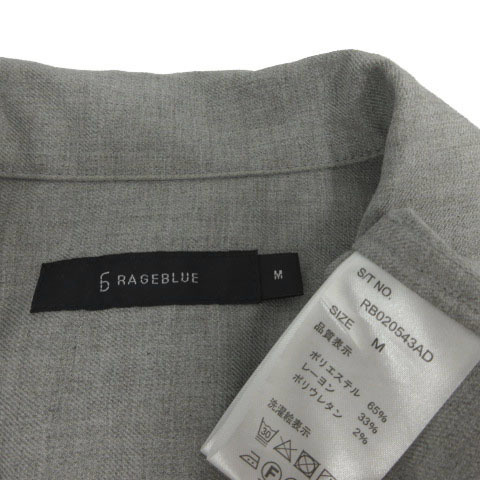 RAGEBLUE
M
S/T NO.
RB020543AD
SIZE M
品質表示
ポリエステル 65%
レーヨン 33%
ポリウレタン 2%
洗濯絵表示
30
F